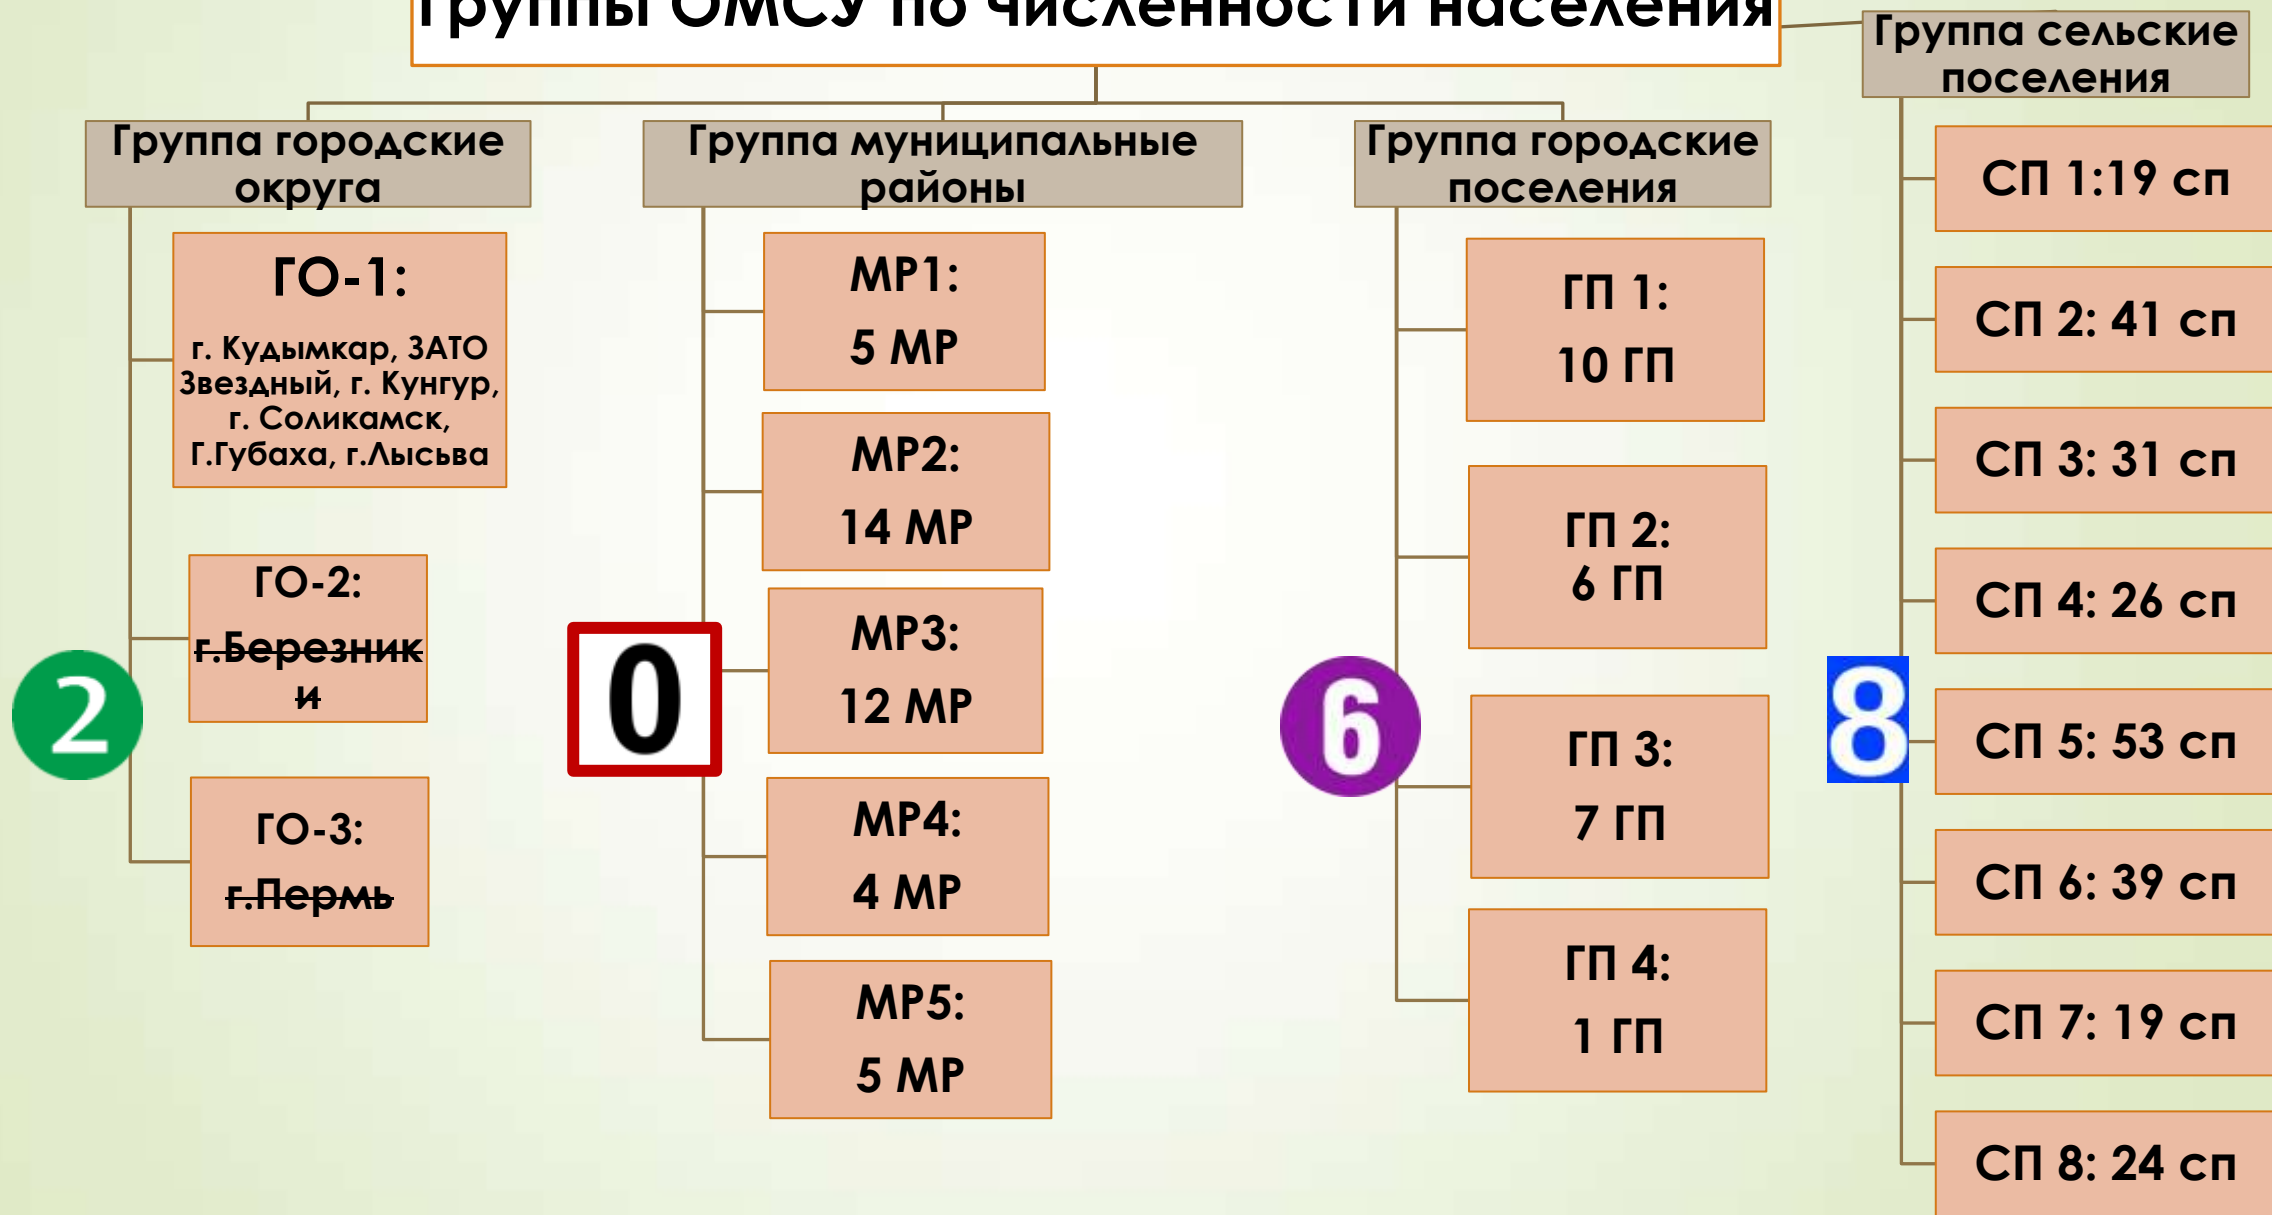 Группы ОМСУ по численности населения
Группа городские
округа
ГО-1:
г. Кудымкар, ЗАТО
Звездный, г. Кунгур,
г. Соликамск,
Г.Губаха, г.Лысьва
ГО-2:
г.Березник
и
ГО-3:
г.Пермь
2
Группа муниципальные
районы
МР1:
5 МР
МР2:
14 МР
МР3:
12 МР
МР4:
4 МР
МР5:
5 МР
0
Группа городские
поселения
ГП 1:
10 ГП
ГП 2:
6 ГП
ГП 3:
7 ГП
ГП 4:
1 ГП
6
Группа сельские
поселения
СП 1:19 сп
СП 2: 41 сп
СП 3: 31 сп
СП 4: 26 сп
СП 5: 53 сп
СП 6: 39 сп
СП 7: 19 сп
СП 8: 24 сп
8